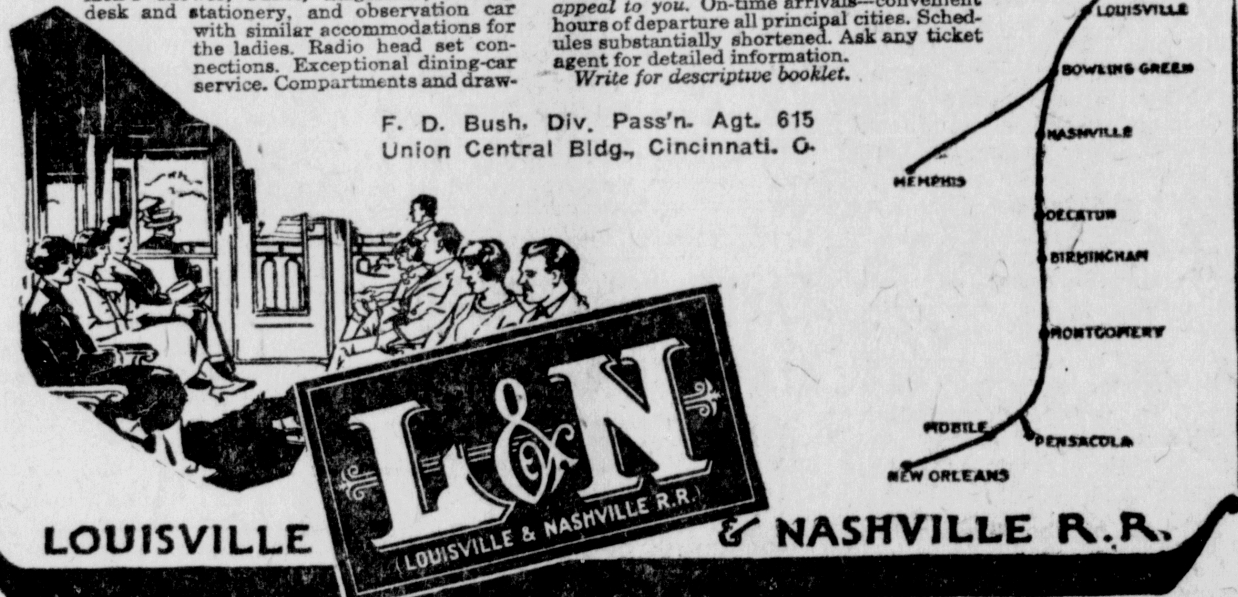 desk and stationery, and observation car
with similar accommodations for
the ladies. Radio head set con-
nections. Exceptional dining-car
service. Compartments and draw-
appeal to you. On-time arrivals—convenient
hours of departure all principal cities. Sched-
ules substantially shortened. Ask any ticket
agent for detailed information.
Write for descriptive booklet.
F. D. Bush, Div. Pass'n. Agt. 615
Union Central Bldg., Cincinnati. O.
LOUISVILLE
BOWLING GREEN
NASHVILLE
MEMPHIS
DECATUR
BIRMINGHAM
MONTGOMERY
MOBILE
PENSACOLA
NEW ORLEANS
L&N
LOUISVILLE & NASHVILLE R.R.
LOUISVILLE & NASHVILLE R.R.